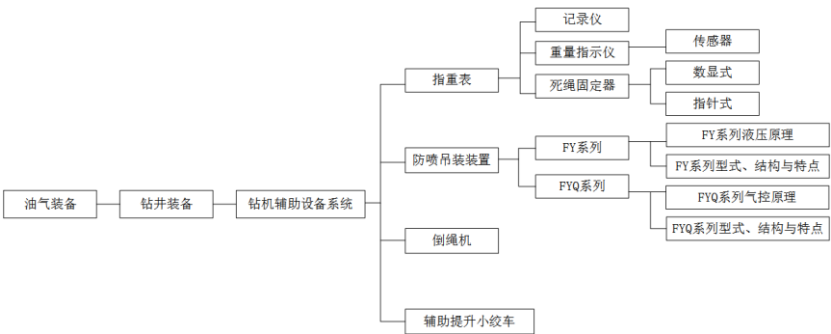 油气装备
钻井装备
钻机辅助设备系统
指重表
记录仪
重量指示仪
传感器
死绳固定器
数显式
指针式
防喷吊装装置
FY系列
FY系列液压原理
FY系列型式、结构与特点
FYQ系列
FYQ系列气控原理
FYQ系列型式、结构与特点
倒绳机
辅助提升小绞车